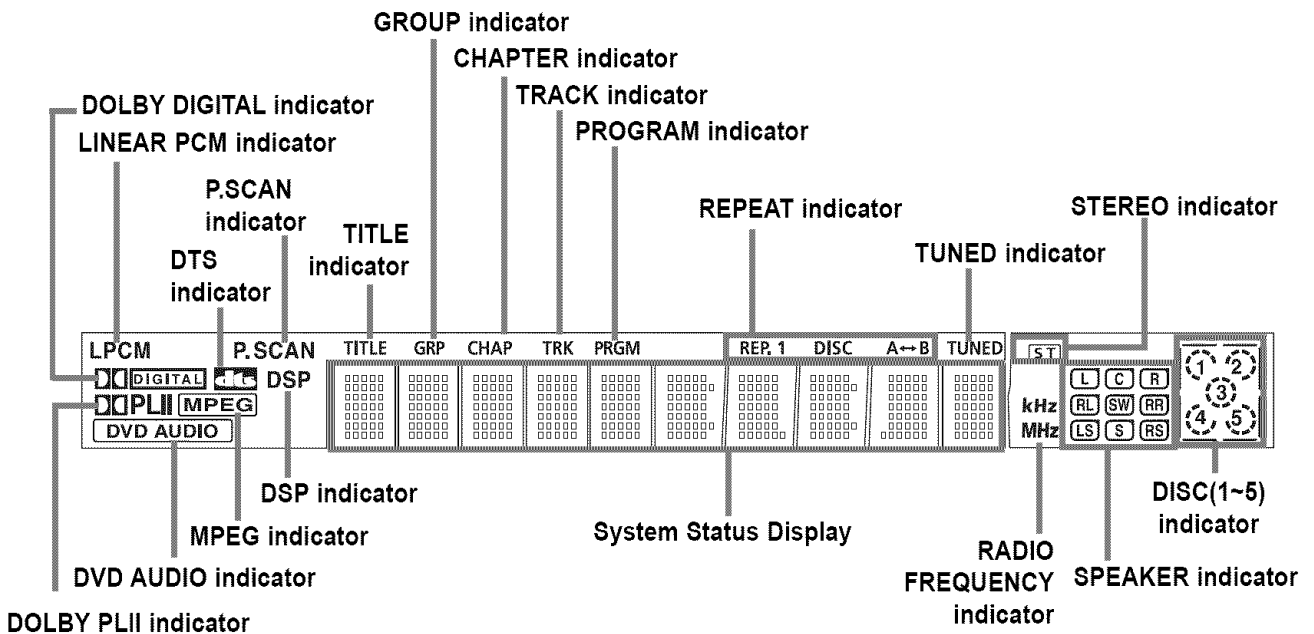 GROUP indicator
CHAPTER indicator
DOLBY DIGITAL indicator
TRACK indicator
LINEAR PCM indicator
PROGRAM indicator
P.SCAN
indicator
REPEAT indicator
STEREO indicator
TITLE
indicator
TUNED indicator
DTS
indicator
LPCM P.SCAN TITLE GRP CHAP TRK PRGM REP. 1 DISC A↔B TUNED ST
DIGITAL dts DSP
PLII MPEG
DVD AUDIO
kHz
MHz
L C R
RL SW RR
LS S RS
1 2
3
4 5
DSP indicator
MPEG indicator
DVD AUDIO indicator
DOLBY PLII indicator
System Status Display
RADIO
FREQUENCY
indicator
SPEAKER indicator
DISC(1~5)
indicator